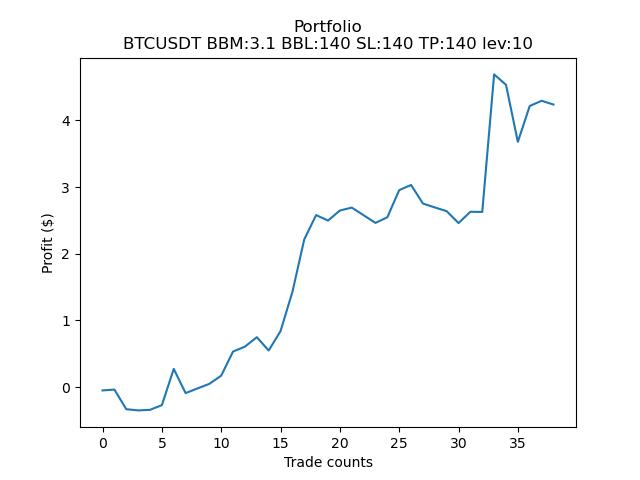 Portfolio
BTCUSDT BBM:3.1 BBL:140 SL:140 TP:140 lev:10
4
3
2
1
0
Profit ($)
0 5 10 15 20 25 30 35
Trade counts